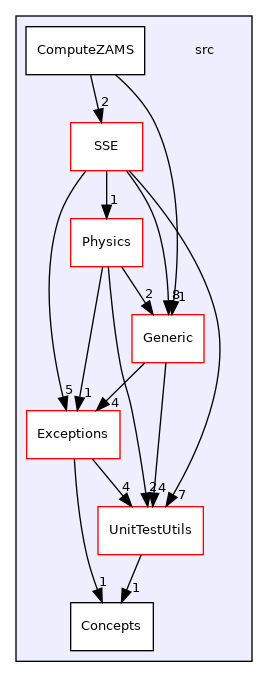 ComputeZAMS
src
2
SSE
1
Physics
2
8
1
Generic
5
1
4
Exceptions
4
2
4
7
UnitTestUtils
1
1
Concepts